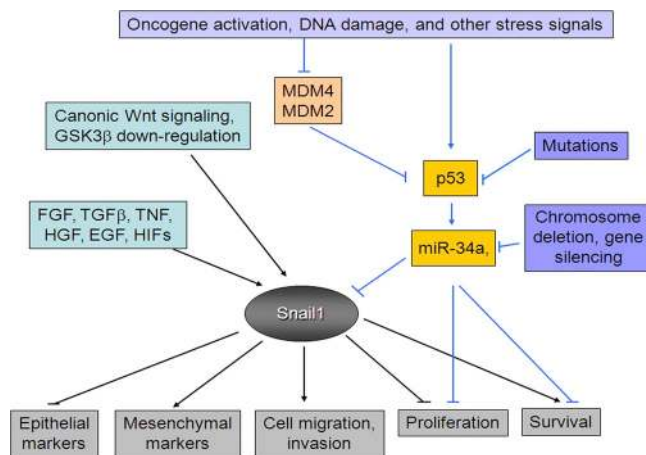 Oncogene activation, DNA damage, and other stress signals
MDM4
MDM2
Canonic Wnt signaling,
GSK3β down-regulation
Mutations
p53
FGF, TGFβ, TNF,
HGF, EGF, HIFs
Chromosome
deletion, gene
silencing
miR-34a,
Snail1
Epithelial
markers
Mesenchymal
markers
Cell migration,
invasion
Proliferation
Survival